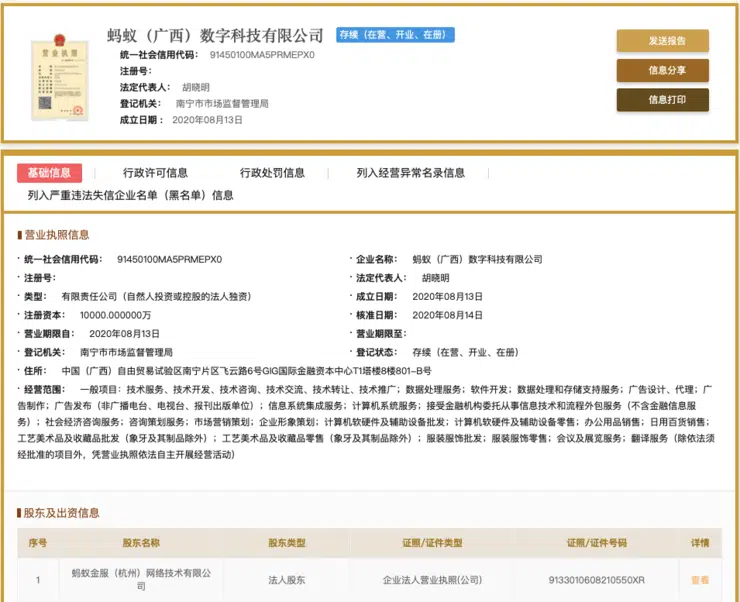 蚂蚁（广西）数字科技有限公司 存续（在营、开业、在册）
统一社会信用代码： 91450100MA5PRMEPX0
注册号：
法定代表人： 胡晓明
登记机关： 南宁市市场监督管理局
成立日期： 2020年08月13日
营业执照
发送报告
信息分享
信息打印
基础信息 行政许可信息 行政处罚信息 列入经营异常名录信息
列入严重违法失信企业名单（黑名单）信息
营业执照信息
· 统一社会信用代码： 91450100MA5PRMEPX0 · 企业名称： 蚂蚁（广西）数字科技有限公司
· 注册号： · 法定代表人： 胡晓明
· 类型： 有限责任公司（自然人投资或控股的法人独资） · 成立日期： 2020年08月13日
· 注册资本： 10000.000000万 · 核准日期： 2020年08月14日
· 营业期限自： 2020年08月13日 · 营业期限至：
· 登记机关： 南宁市市场监督管理局 · 登记状态： 存续（在营、开业、在册）
· 住所： 中国（广西）自由贸易试验区南宁片区飞云路6号GIG国际金融资本中心T1塔楼8楼801-B号
· 经营范围： 一般项目：技术服务、技术开发、技术咨询、技术交流、技术转让、技术推广；数据处理服务；软件开发；数据处理和存储支持服务；广告设计、代理；广
告制作；广告发布（非广播电台、电视台、报刊出版单位）；信息系统集成服务；计算机系统服务；接受金融机构委托从事信息技术和流程外包服务（不含金融信息服
务）；社会经济咨询服务；咨询策划服务；市场营销策划；企业形象策划；计算机软硬件及辅助设备批发；计算机软硬件及辅助设备零售；办公用品销售；日用百货销售；
工艺美术品及收藏品批发（象牙及其制品除外）；工艺美术品及收藏品零售（象牙及其制品除外）；服装服饰批发；服装服饰零售；会议及展览服务；翻译服务（除依法须
经批准的项目外，凭营业执照依法自主开展经营活动）
股东及出资信息
序号 股东名称 股东类型 证照/证件类型 证照/证件号码 详情
1 蚂蚁金服（杭州）网络技术有限公 法人股东 企业法人营业执照(公司) 9133010608210550XR 查看
司